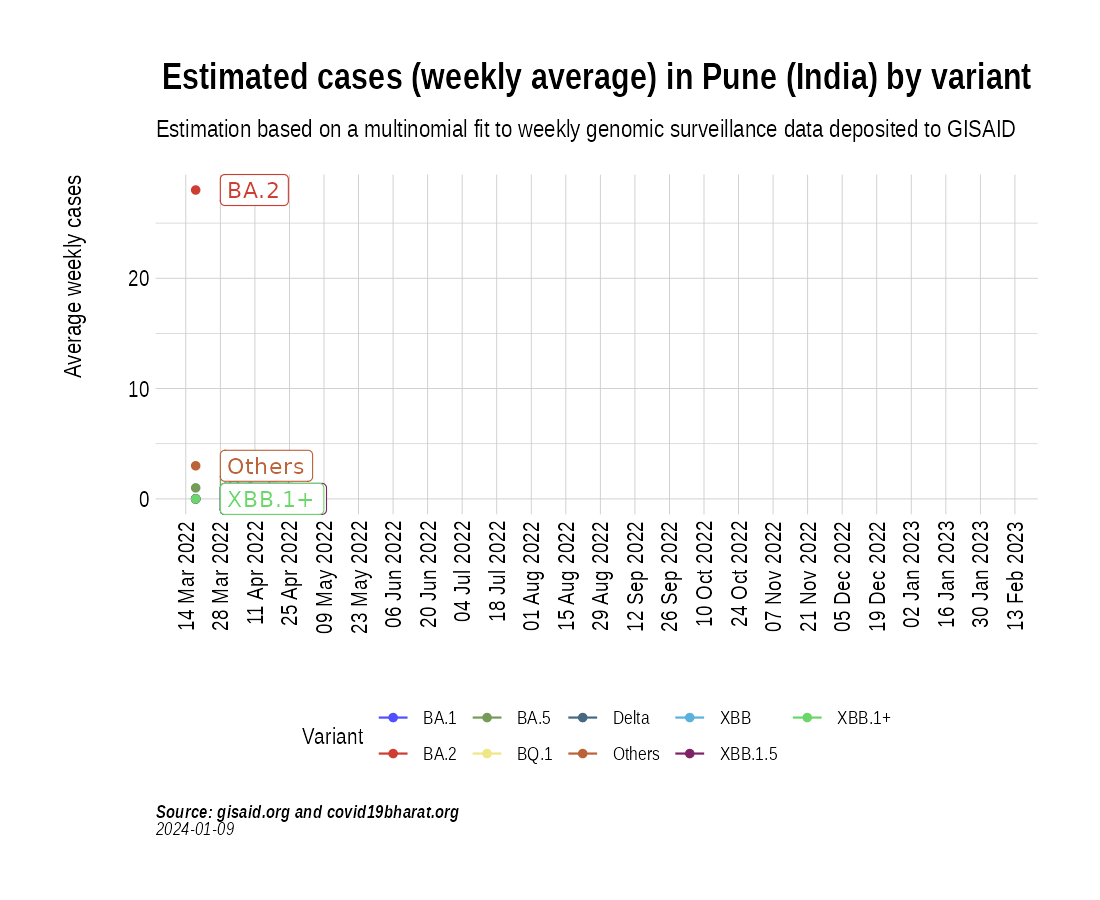 Estimated cases (weekly average) in Pune (India) by variant
Estimation based on a multinomial fit to weekly genomic surveillance data deposited to GISAID
Average weekly cases
BA.2
20
10
Others
0
XBB.1+
14 Mar 2022
28 Mar 2022
11 Apr 2022
25 Apr 2022
09 May 2022
23 May 2022
06 Jun 2022
20 Jun 2022
04 Jul 2022
18 Jul 2022
01 Aug 2022
15 Aug 2022
29 Aug 2022
12 Sep 2022
26 Sep 2022
10 Oct 2022
24 Oct 2022
07 Nov 2022
21 Nov 2022
05 Dec 2022
19 Dec 2022
02 Jan 2023
16 Jan 2023
30 Jan 2023
13 Feb 2023
Variant
BA.1 BA.5 Delta XBB XBB.1+
BA.2 BQ.1 Others XBB.1.5
Source: gisaid.org and covid19bharat.org
2024-01-09